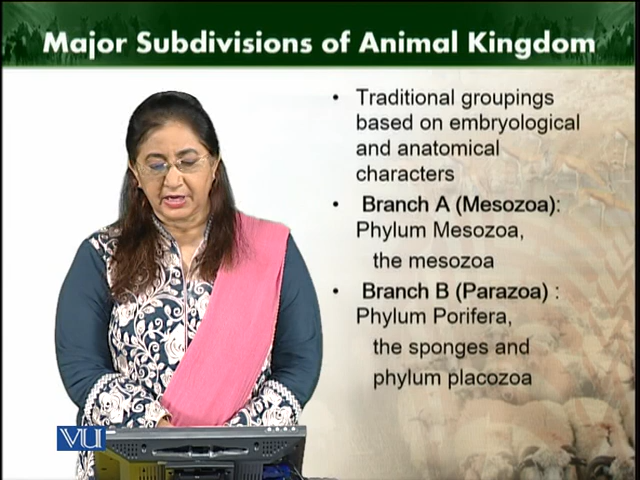 Major Subdivisions of Animal Kingdom
• Traditional groupings
based on embryological
and anatomical
characters
• Branch A (Mesozoa):
Phylum Mesozoa,
the mesozoa
• Branch B (Parazoa) :
Phylum Porifera,
the sponges and
phylum placozoa
VU